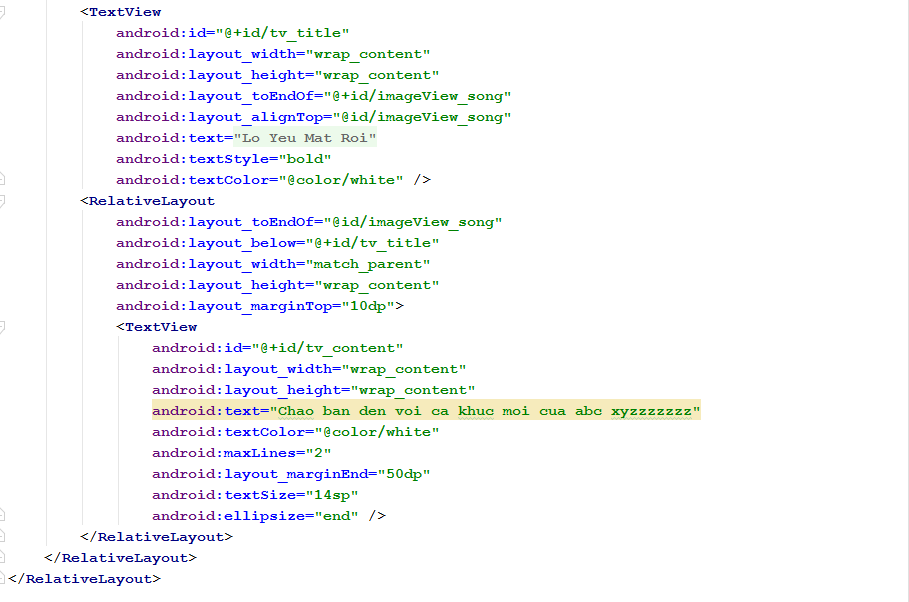 <TextView
android:id="@+id/tv_title"
android:layout_width="wrap_content"
android:layout_height="wrap_content"
android:layout_toEndOf="@+id/imageView_song"
android:layout_alignTop="@id/imageView_song"
android:text="Lo Yeu Mat Roi"
android:textStyle="bold"
android:textColor="@color/white" />
<RelativeLayout
android:layout_toEndOf="@id/imageView_song"
android:layout_below="@+id/tv_title"
android:layout_width="match_parent"
android:layout_height="wrap_content"
android:layout_marginTop="10dp">
<TextView
android:id="@+id/tv_content"
android:layout_width="wrap_content"
android:layout_height="wrap_content"
android:text="Chao ban den voi ca khuc moi cua abc xyzzzzzzz"
android:textColor="@color/white"
android:maxLines="2"
android:layout_marginEnd="50dp"
android:textSize="14sp"
android:ellipsize="end" />
</RelativeLayout>
</RelativeLayout>
</RelativeLayout>